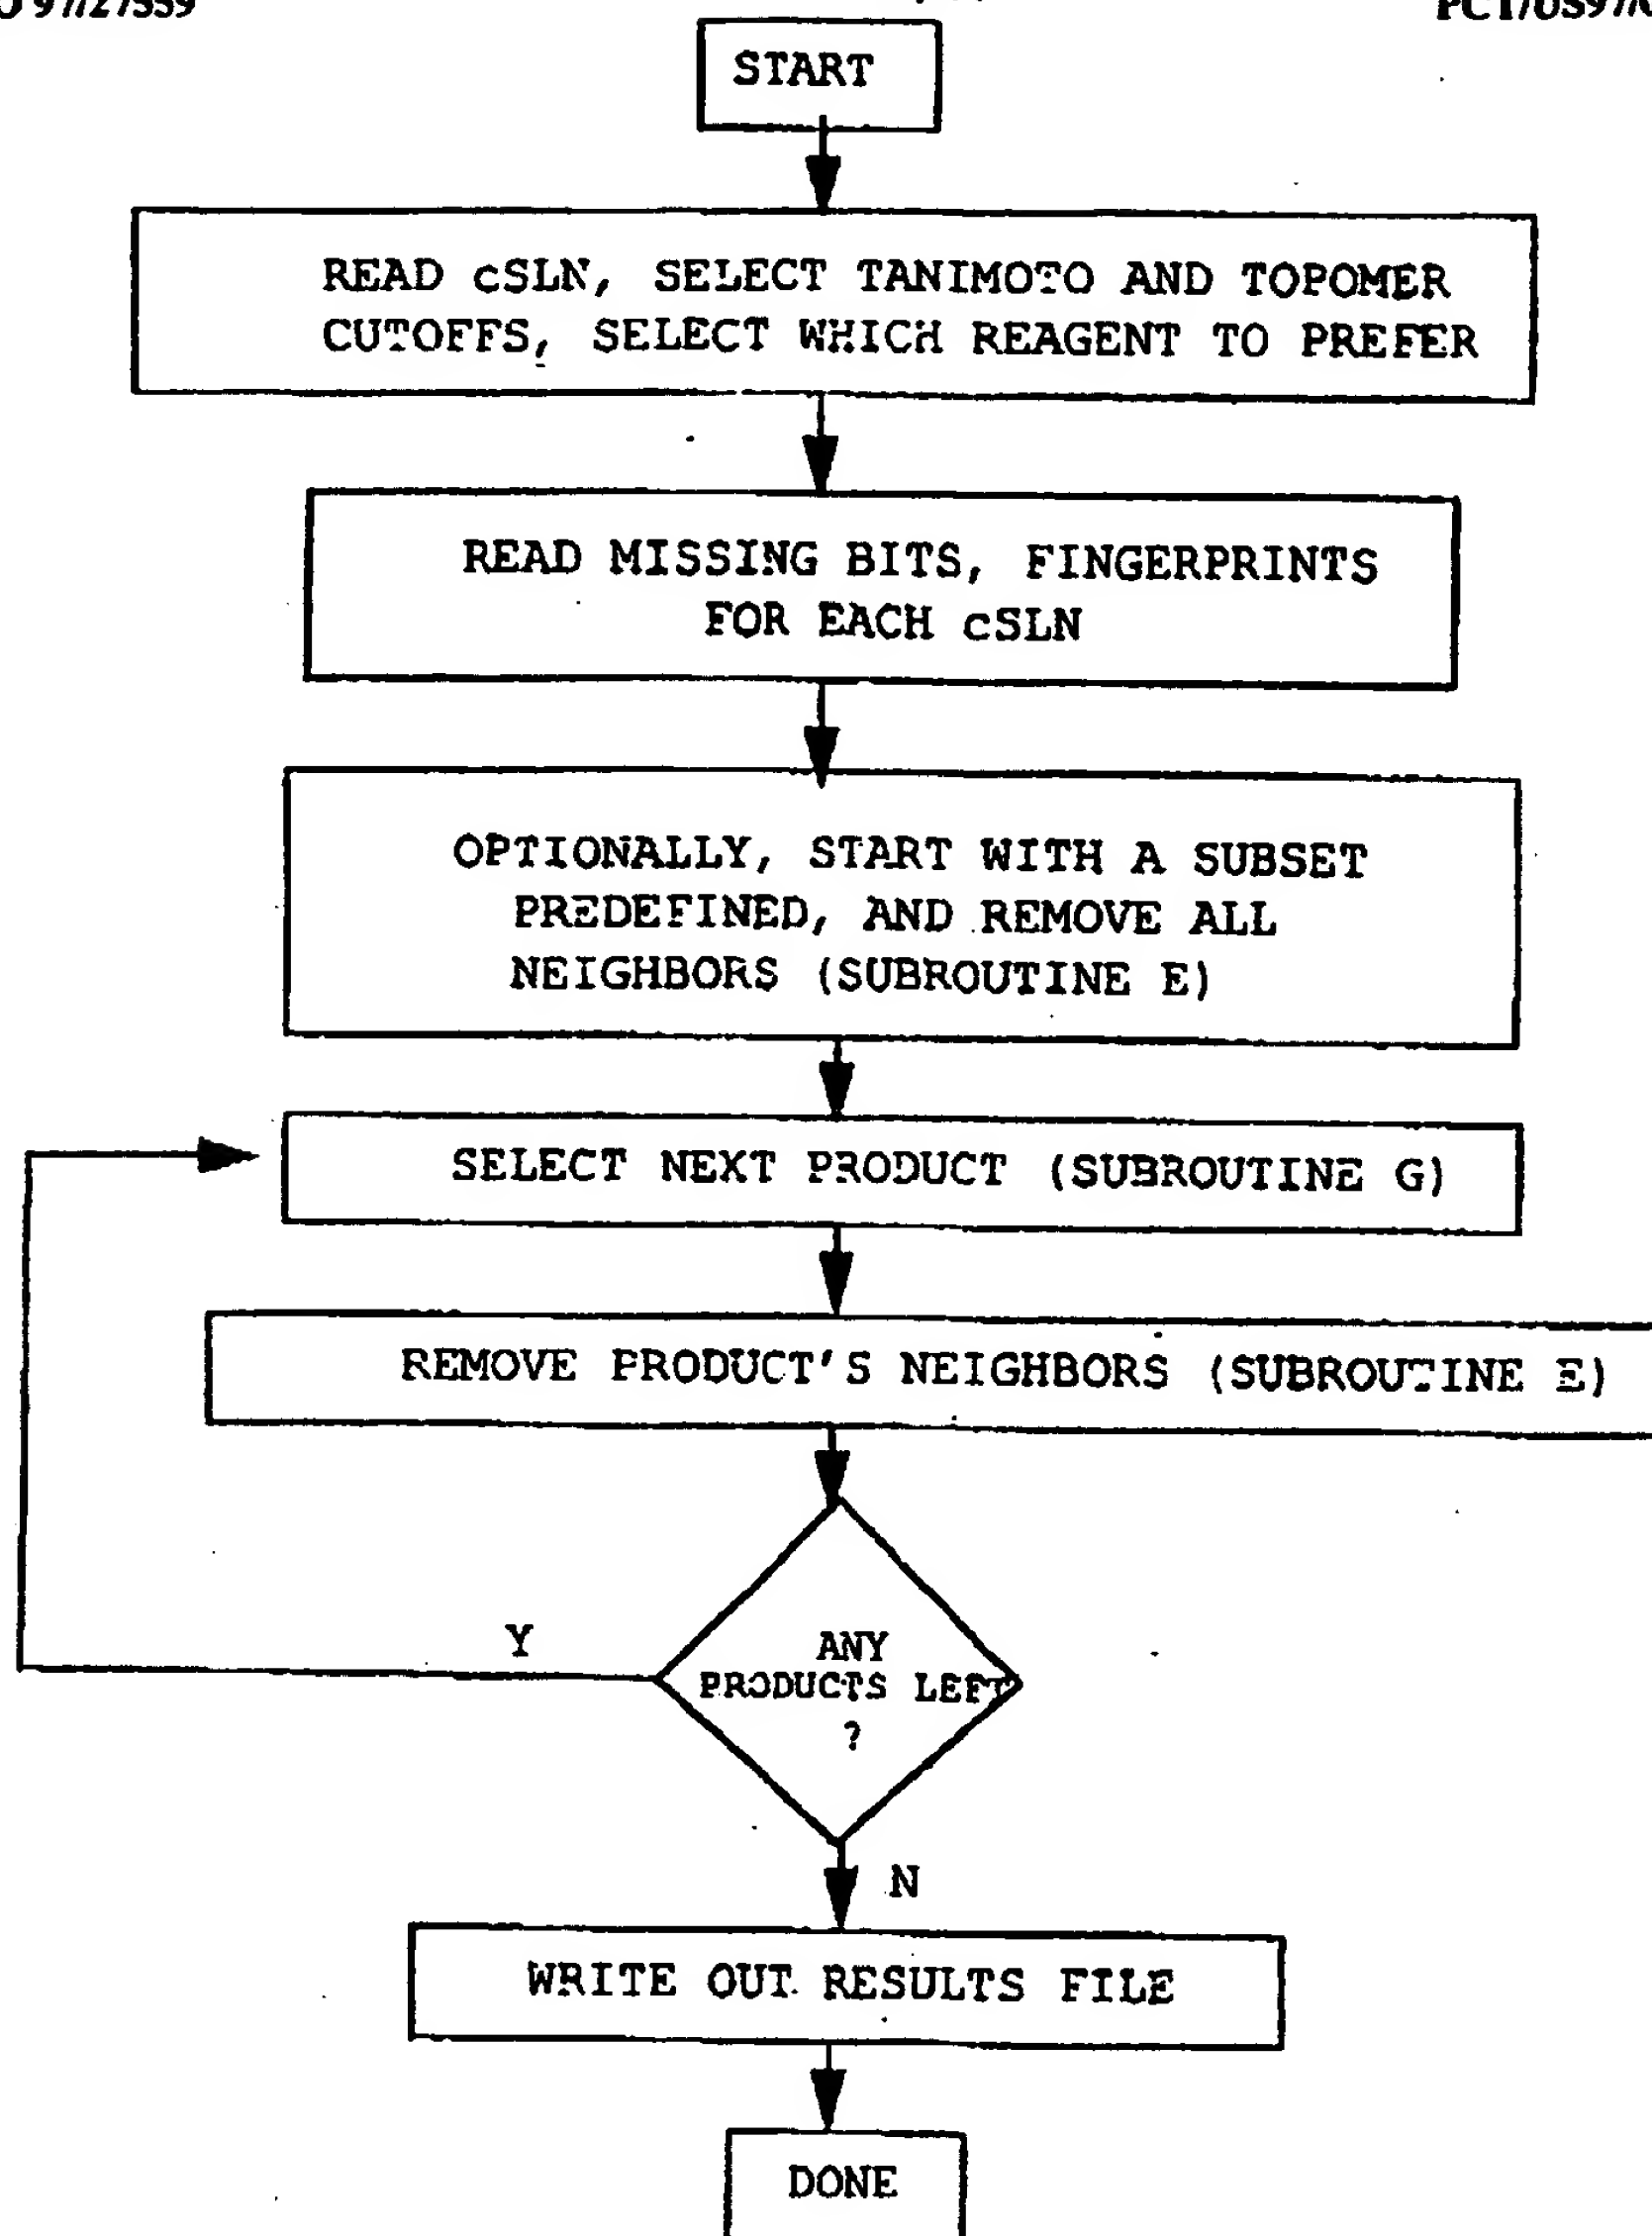 START
READ cSLN, SELECT TANIMOTO AND TOPOMER
CUTOFFS, SELECT WHICH REAGENT TO PREFER
READ MISSING BITS, FINGERPRINTS
FOR EACH cSLN
OPTIONALLY, START WITH A SUBSET
PREDEFINED, AND REMOVE ALL
NEIGHBORS (SUBROUTINE E)
SELECT NEXT PRODUCT (SUBROUTINE G)
REMOVE PRODUCT'S NEIGHBORS (SUBROUTINE E)
Y
ANY
PRODUCTS LEFT
?
N
WRITE OUT RESULTS FILE
DONE